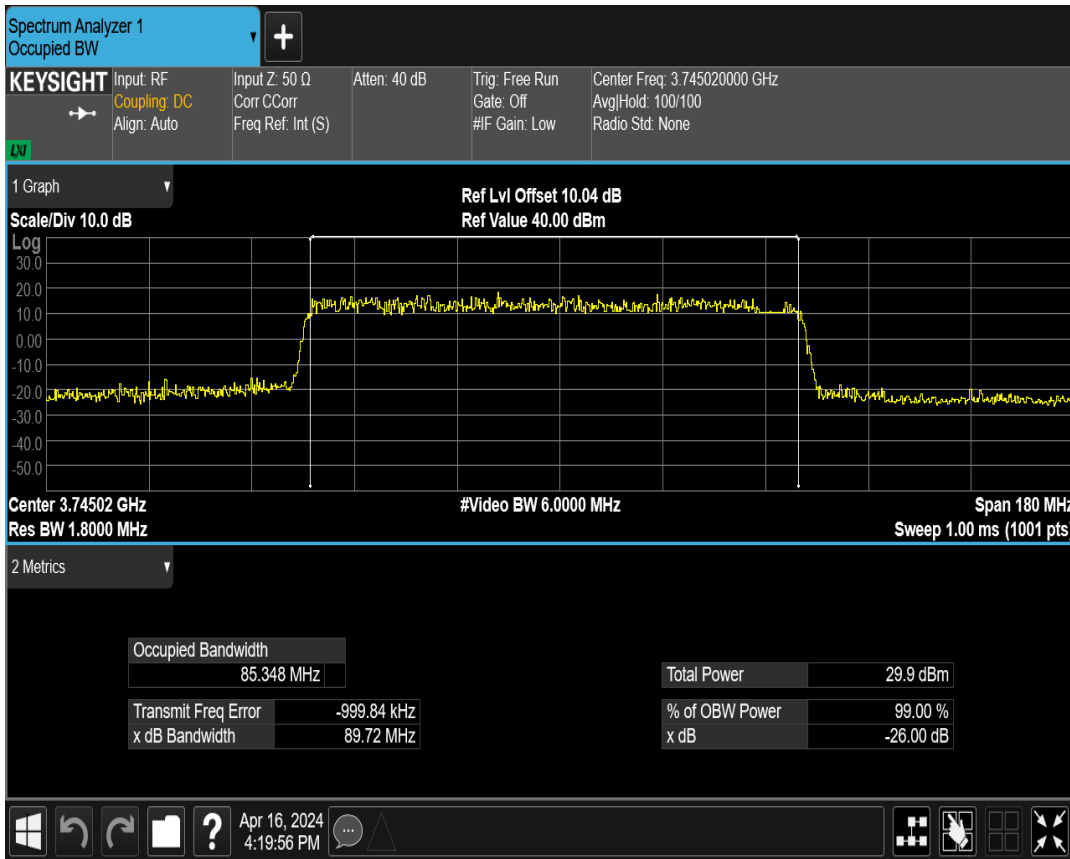 Spectrum Analyzer 1
Occupied BW
+
KEYSIGHT
LXI
Input: RF
Coupling: DC
Align: Auto
Input Z: 50 Ω
Corr CCorr
Freq Ref: Int (S)
Atten: 40 dB
Trig: Free Run
Gate: Off
#IF Gain: Low
Center Freq: 3.745020000 GHz
Avg|Hold: 100/100
Radio Std: None
1 Graph
Scale/Div 10.0 dB
Ref Lvl Offset 10.04 dB
Ref Value 40.00 dBm
Log
30.0
20.0
10.0
0.00
-10.0
-20.0
-30.0
-40.0
-50.0
Center 3.74502 GHz
#Video BW 6.0000 MHz
Span 180 MHz
Res BW 1.8000 MHz
Sweep 1.00 ms (1001 pts)
2 Metrics
Occupied Bandwidth
85.348 MHz
Total Power 29.9 dBm
Transmit Freq Error -999.84 kHz
% of OBW Power 99.00 %
x dB Bandwidth 89.72 MHz
x dB -26.00 dB
?
Apr 16, 2024
4:19:56 PM